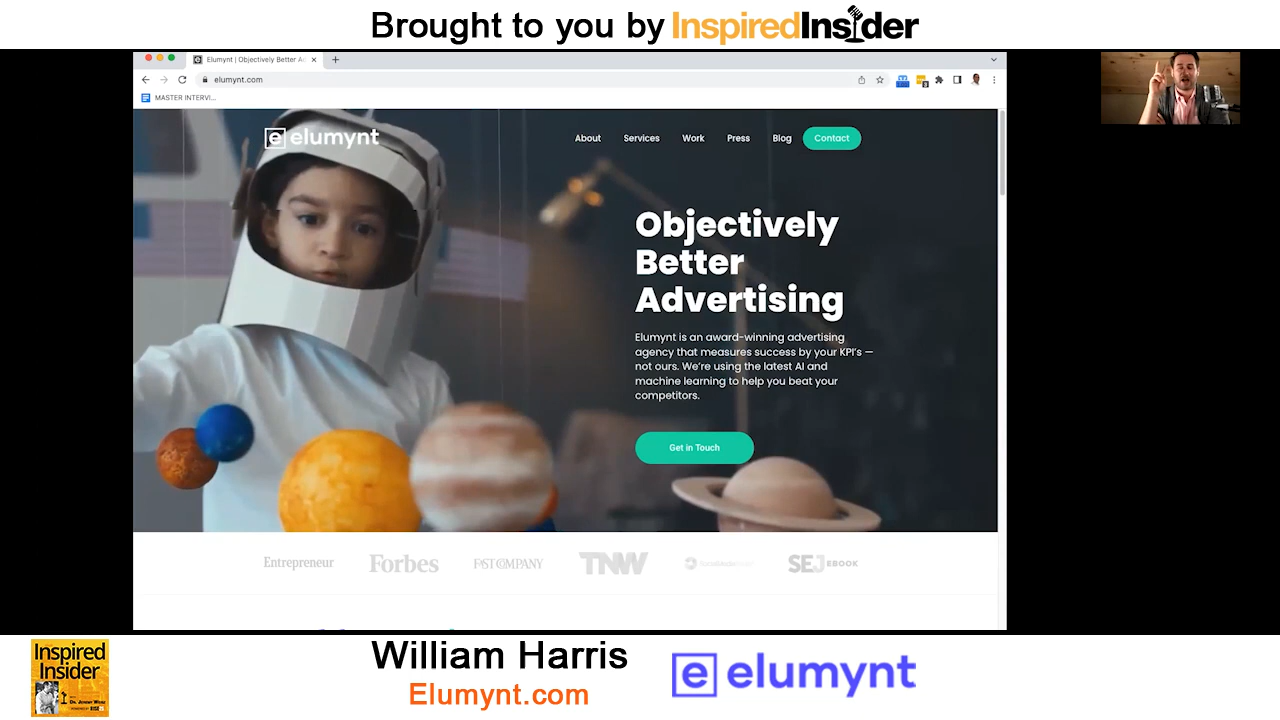 Brought to you by InspiredInsider
Elumynt | Objectively Better Ad
elumynt.com
MASTER INTERVI...
e elumynt
About Services Work Press Blog Contact
Objectively
Better
Advertising
Elumynt is an award-winning advertising
agency that measures success by your KPI's —
not ours. We're using the latest AI and
machine learning to help you beat your
competitors.
Get in Touch
Entrepreneur Forbes FAST COMPANY TNW SEJ EBOOK
Inspired
Insider
William Harris
Elumynt.com
e elumynt